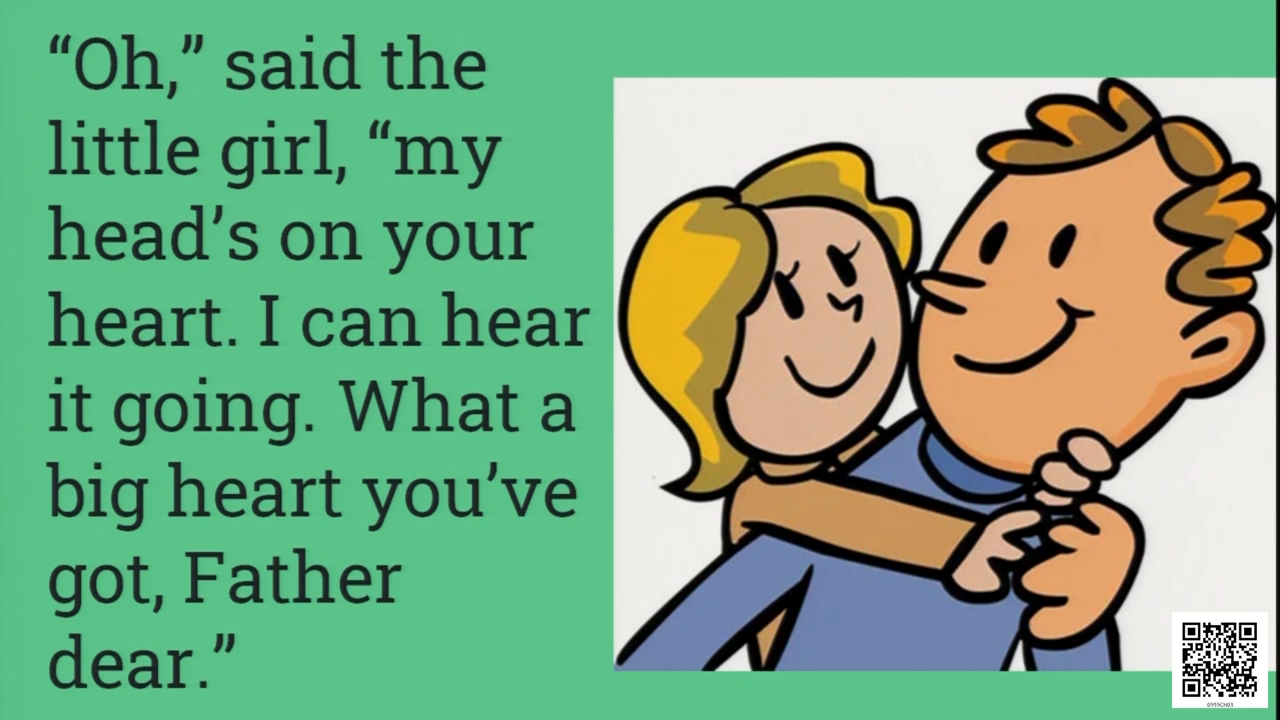 “Oh,” said the
little girl, “my
head’s on your
heart. I can hear
it going. What a
big heart you’ve
got, Father
dear.”
0959CH03